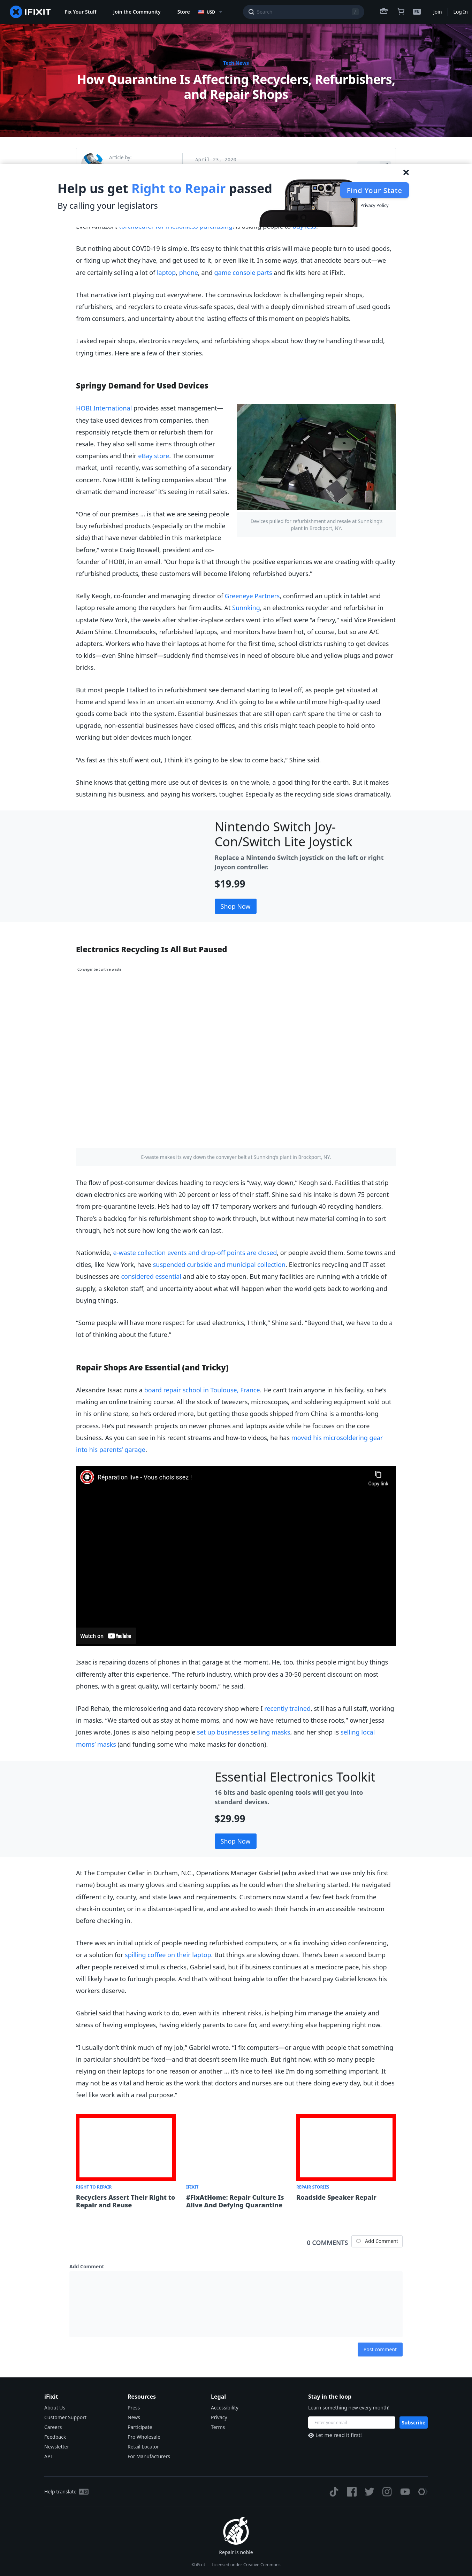 IFIXIT
Fix Your Stuff
Join the Community
Store
USD
Search
EN
Join
Log In
Tech News
How Quarantine Is Affecting Recyclers, Refurbishers,
and Repair Shops
Article by:
April 23, 2020
Help us get Right to Repair passed
By calling your legislators
Find Your State
Privacy Policy
Even Amazon, torchbearer for frictionless purchasing, is asking people to buy less.
But nothing about COVID-19 is simple. It’s easy to think that this crisis will make people turn to used goods,
or fixing up what they have, and get used to it, or even like it. In some ways, that anecdote bears out—we
are certainly selling a lot of laptop, phone, and game console parts and fix kits here at iFixit.
That narrative isn’t playing out everywhere. The coronavirus lockdown is challenging repair shops,
refurbishers, and recyclers to create virus-safe spaces, deal with a deeply diminished stream of used goods
from consumers, and uncertainty about the lasting effects of this moment on people’s habits.
I asked repair shops, electronics recyclers, and refurbishing shops about how they’re handling these odd,
trying times. Here are a few of their stories.
Springy Demand for Used Devices
HOBI International provides asset management—
they take used devices from companies, then
responsibly recycle them or refurbish them for
resale. They also sell some items through other
companies and their eBay store. The consumer
market, until recently, was something of a secondary
concern. Now HOBI is telling companies about “the
dramatic demand increase” it’s seeing in retail sales.
Devices pulled for refurbishment and resale at Sunnking’s
plant in Brockport, NY.
“One of our premises … is that we are seeing people
buy refurbished products (especially on the mobile
side) that have never dabbled in this marketplace
before,” wrote Craig Boswell, president and co-
founder of HOBI, in an email. “Our hope is that through the positive experiences we are creating with quality
refurbished products, these customers will become lifelong refurbished buyers.”
Kelly Keogh, co-founder and managing director of Greeneye Partners, confirmed an uptick in tablet and
laptop resale among the recyclers her firm audits. At Sunnking, an electronics recycler and refurbisher in
upstate New York, the weeks after shelter-in-place orders went into effect were “a frenzy,” said Vice President
Adam Shine. Chromebooks, refurbished laptops, and monitors have been hot, of course, but so are A/C
adapters. Workers who have their laptops at home for the first time, school districts rushing to get devices
to kids—even Shine himself—suddenly find themselves in need of obscure blue and yellow plugs and power
bricks.
But most people I talked to in refurbishment see demand starting to level off, as people get situated at
home and spend less in an uncertain economy. And it’s going to be a while until more high-quality used
goods come back into the system. Essential businesses that are still open can’t spare the time or cash to
upgrade, non-essential businesses have closed offices, and this crisis might teach people to hold onto
working but older devices much longer.
“As fast as this stuff went out, I think it’s going to be slow to come back,” Shine said.
Shine knows that getting more use out of devices is, on the whole, a good thing for the earth. But it makes
sustaining his business, and paying his workers, tougher. Especially as the recycling side slows dramatically.
Nintendo Switch Joy-
Con/Switch Lite Joystick
Replace a Nintendo Switch joystick on the left or right
Joycon controller.
$19.99
Shop Now
Electronics Recycling Is All But Paused
Conveyer belt with e-waste
E-waste makes its way down the conveyer belt at Sunnking’s plant in Brockport, NY.
The flow of post-consumer devices heading to recyclers is “way, way down,” Keogh said. Facilities that strip
down electronics are working with 20 percent or less of their staff. Shine said his intake is down 75 percent
from pre-quarantine levels. He’s had to lay off 17 temporary workers and furlough 40 recycling handlers.
There’s a backlog for his refurbishment shop to work through, but without new material coming in to sort
through, he’s not sure how long the work can last.
Nationwide, e-waste collection events and drop-off points are closed, or people avoid them. Some towns and
cities, like New York, have suspended curbside and municipal collection. Electronics recycling and IT asset
businesses are considered essential and able to stay open. But many facilities are running with a trickle of
supply, a skeleton staff, and uncertainty about what will happen when the world gets back to working and
buying things.
“Some people will have more respect for used electronics, I think,” Shine said. “Beyond that, we have to do a
lot of thinking about the future.”
Repair Shops Are Essential (and Tricky)
Alexandre Isaac runs a board repair school in Toulouse, France. He can’t train anyone in his facility, so he’s
making an online training course. All the stock of tweezers, microscopes, and soldering equipment sold out
in his online store, so he’s ordered more, but getting those goods shipped from China is a months-long
process. He’s put research projects on newer phones and laptops aside while he focuses on the core
business. As you can see in his recent streams and how-to videos, he has moved his microsoldering gear
into his parents’ garage.
Réparation live - Vous choisissez !
Copy link
Watch on YouTube
Isaac is repairing dozens of phones in that garage at the moment. He, too, thinks people might buy things
differently after this experience. “The refurb industry, which provides a 30-50 percent discount on most
phones, with a great quality, will certainly boom,” he said.
iPad Rehab, the microsoldering and data recovery shop where I recently trained, still has a full staff, working
in masks. “We started out as stay at home moms, and now we have returned to those roots,” owner Jessa
Jones wrote. Jones is also helping people set up businesses selling masks, and her shop is selling local
moms’ masks (and funding some who make masks for donation).
Essential Electronics Toolkit
16 bits and basic opening tools will get you into
standard devices.
$29.99
Shop Now
At The Computer Cellar in Durham, N.C., Operations Manager Gabriel (who asked that we use only his first
name) bought as many gloves and cleaning supplies as he could when the sheltering started. He navigated
different city, county, and state laws and requirements. Customers now stand a few feet back from the
check-in counter, or in a distance-taped line, and are asked to wash their hands in an accessible restroom
before checking in.
There was an initial uptick of people needing refurbished computers, or a fix involving video conferencing,
or a solution for spilling coffee on their laptop. But things are slowing down. There’s been a second bump
after people received stimulus checks, Gabriel said, but if business continues at a mediocre pace, his shop
will likely have to furlough people. And that’s without being able to offer the hazard pay Gabriel knows his
workers deserve.
Gabriel said that having work to do, even with its inherent risks, is helping him manage the anxiety and
stress of having employees, having elderly parents to care for, and everything else happening right now.
“I usually don’t think much of my job,” Gabriel wrote. “I fix computers—or argue with people that something
in particular shouldn’t be fixed—and that doesn’t seem like much. But right now, with so many people
relying on their laptops for one reason or another … it’s nice to feel like I’m doing something important. It
may not be as vital and heroic as the work that doctors and nurses are out there doing every day, but it does
feel like work with a real purpose.”
RIGHT TO REPAIR
Recyclers Assert Their Right to
Repair and Reuse
IFIXIT
#FixAtHome: Repair Culture Is
Alive And Defying Quarantine
REPAIR STORIES
Roadside Speaker Repair
0 COMMENTS
Add Comment
Add Comment
Post comment
iFixit
About Us
Customer Support
Careers
Feedback
Newsletter
API
Resources
Press
News
Participate
Pro Wholesale
Retail Locator
For Manufacturers
Legal
Accessibility
Privacy
Terms
Stay in the loop
Learn something new every month!
Enter your email
Subscribe
Let me read it first!
Help translate
Repair is noble
© iFixit — Licensed under Creative Commons